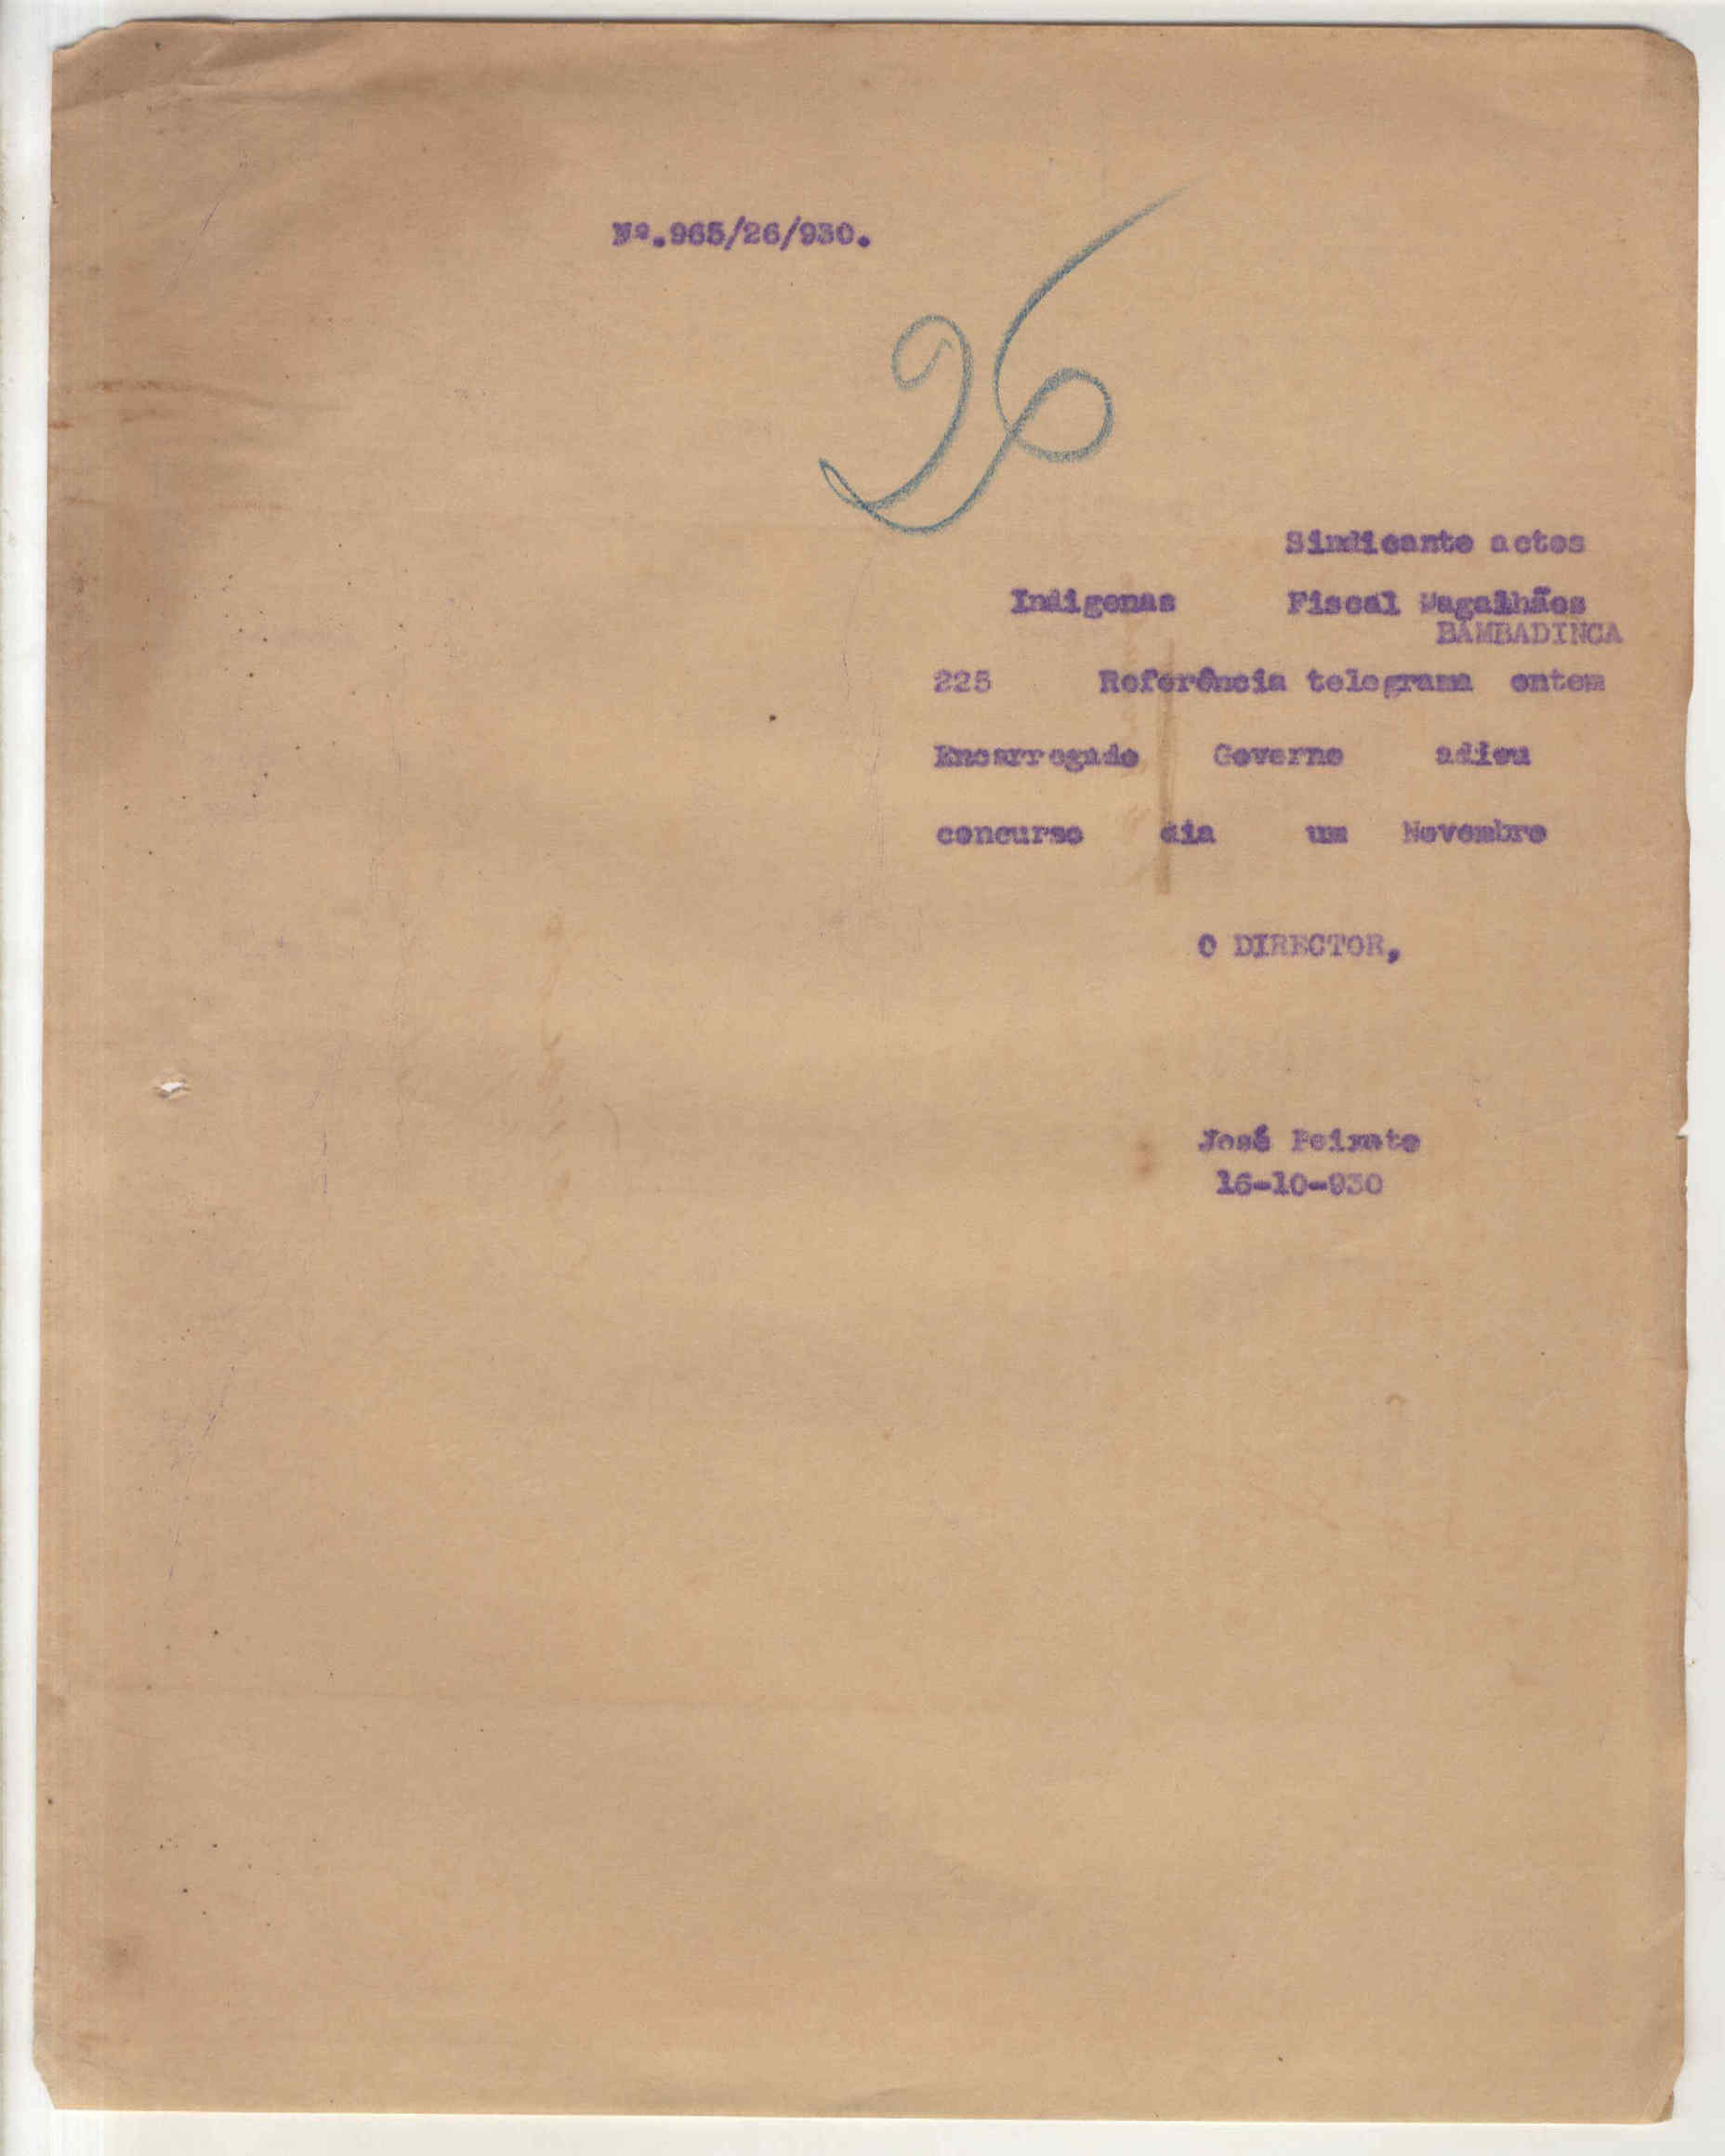 Nº.965/26/930.
26
Sindicante actos
Indigenas Fiscal Magalhães
BAMBADINCA
225 Referência telegrama ontem
Encarregado Governo adiou
concurso dia um Novembro
O DIRECTOR,
José Peixoto
16-10-930